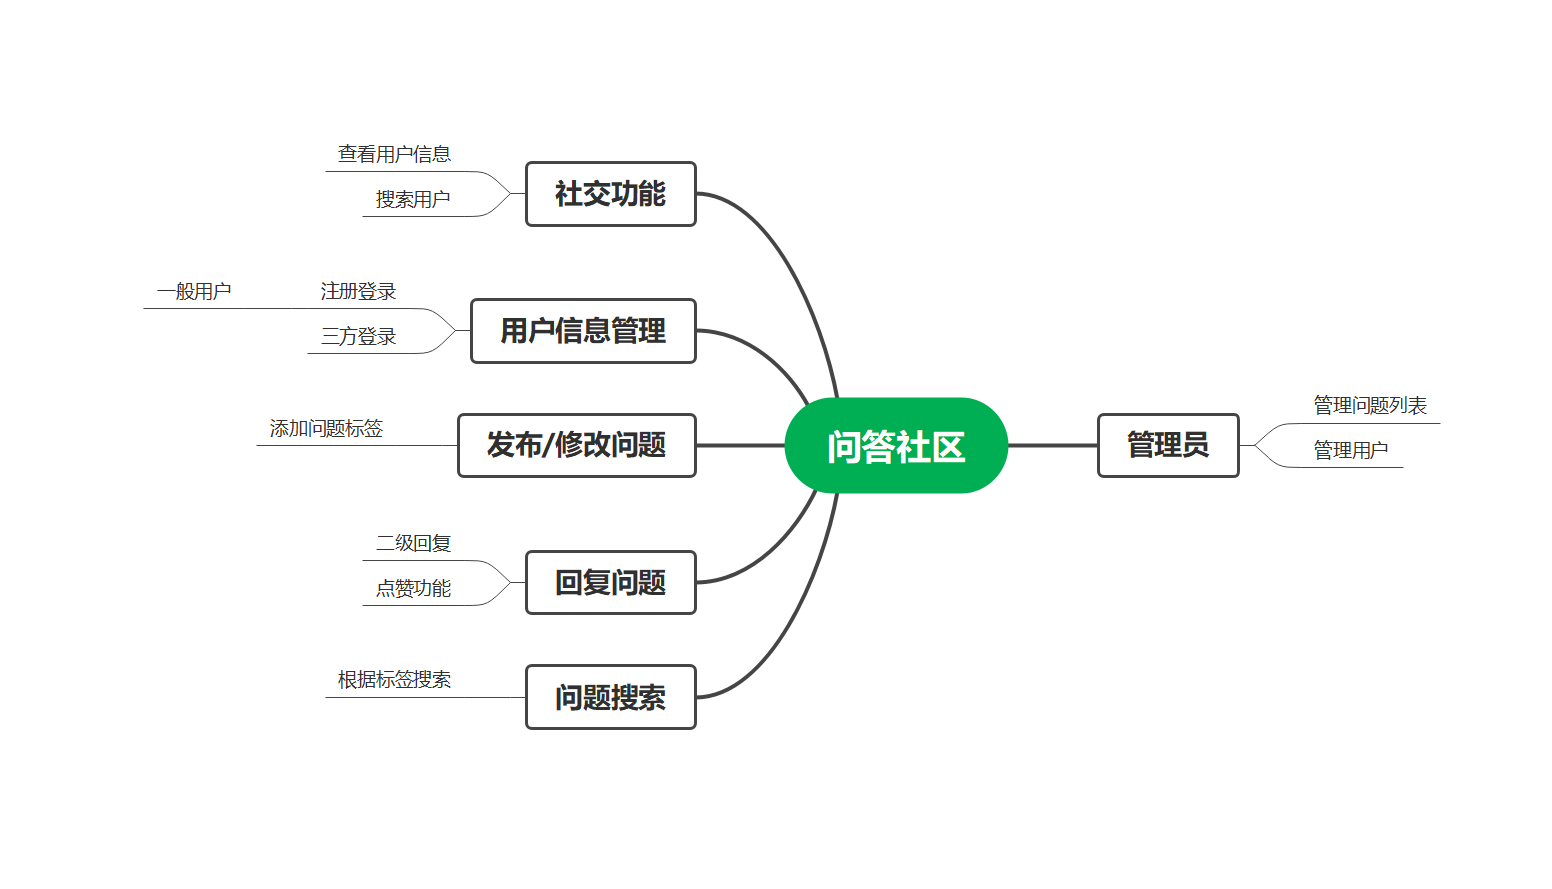 查看用户信息
搜索用户
社交功能
一般用户
注册登录
三方登录
用户信息管理
添加问题标签
发布/修改问题
二级回复
点赞功能
回复问题
根据标签搜索
问题搜索
问答社区
管理员
管理问题列表
管理用户